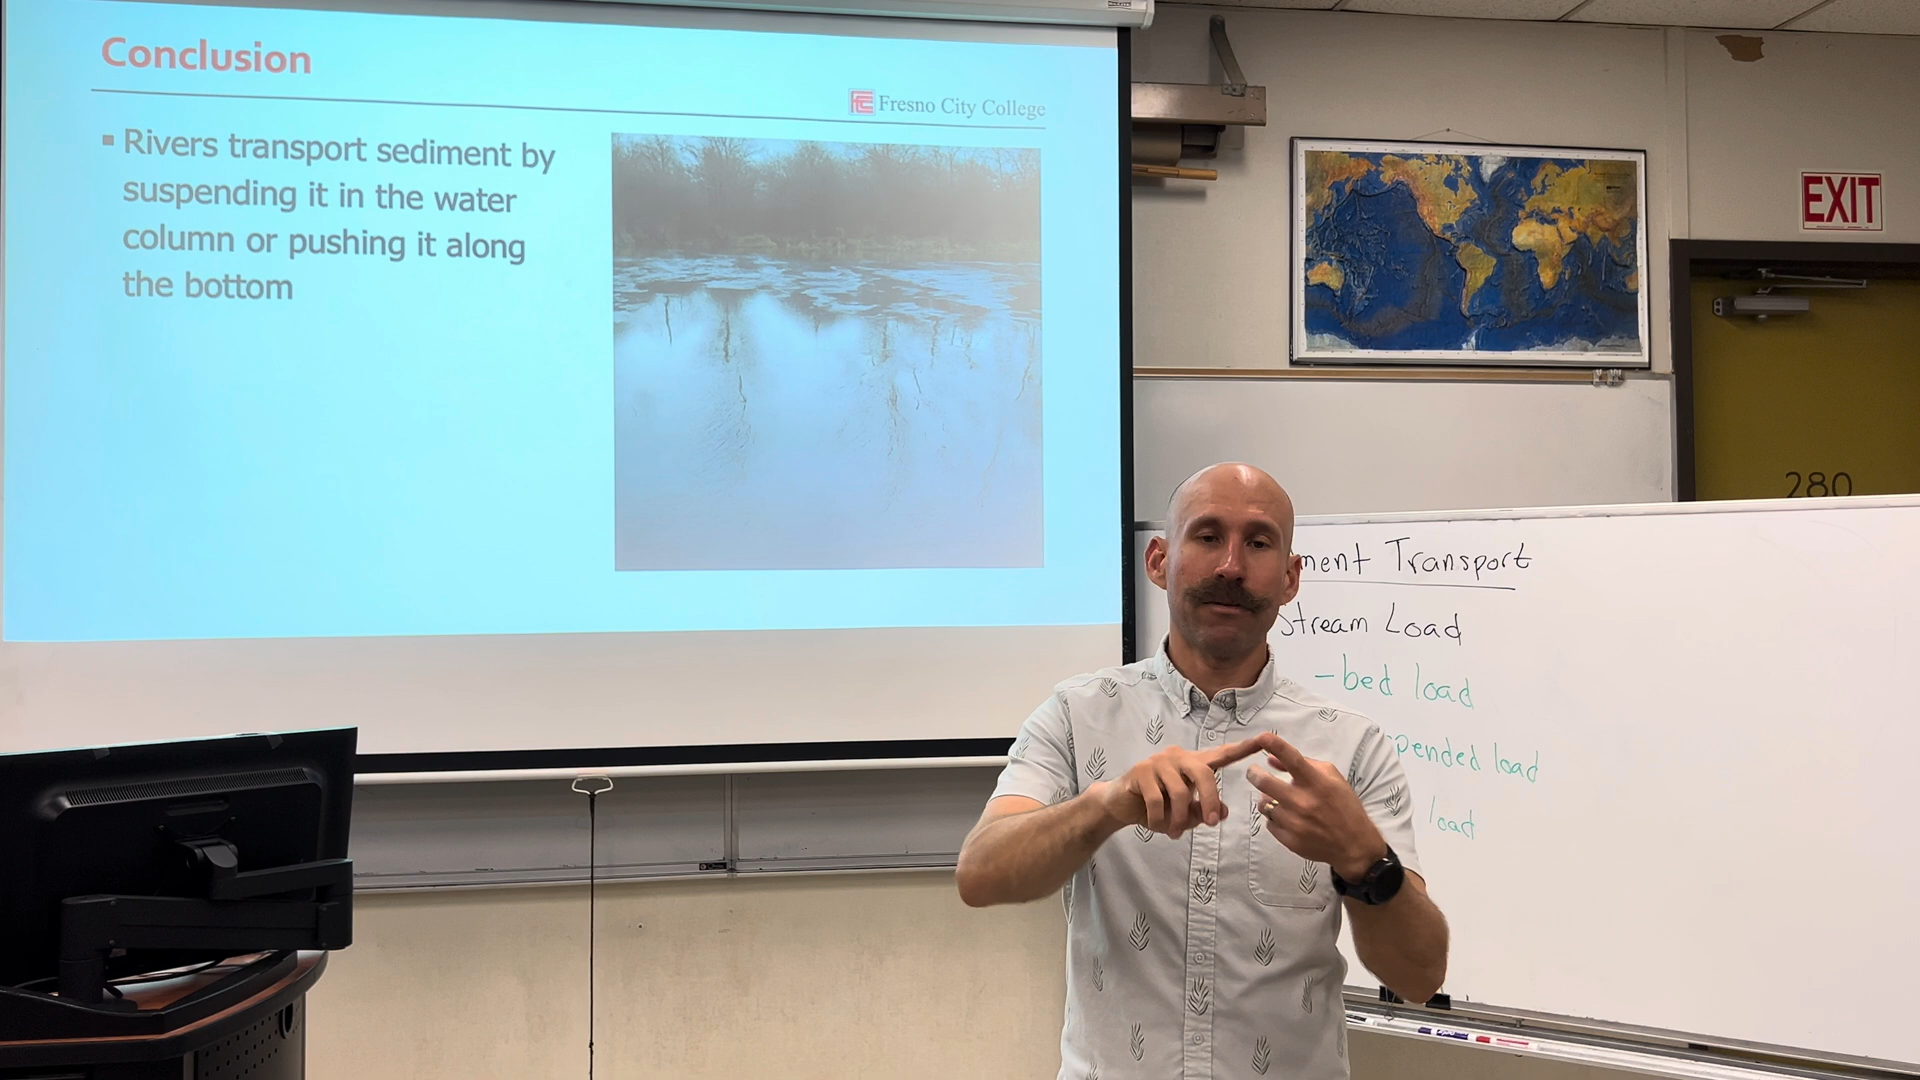 Conclusion
Fresno City College
▪ Rivers transport sediment by
suspending it in the water
column or pushing it along
the bottom
EXIT
280
ment Transport
Stream Load
-bed load
spended load
load